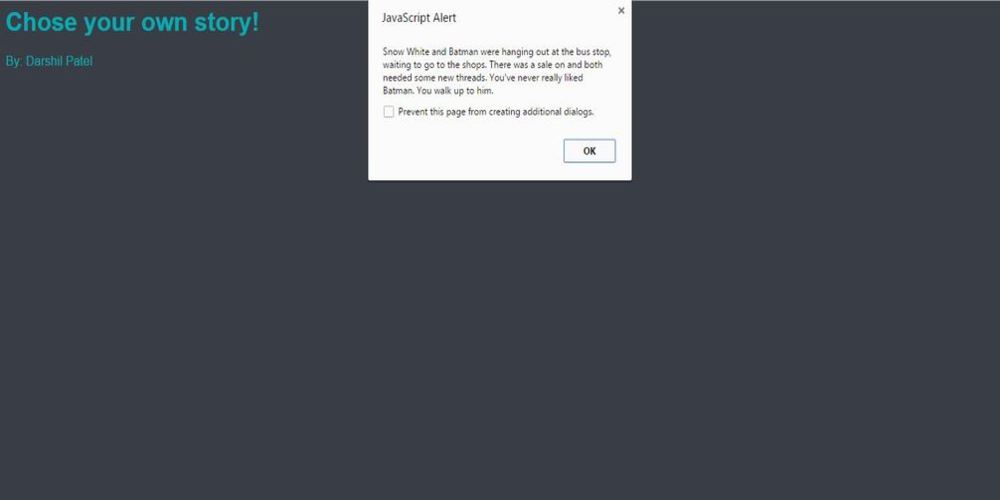 Chose your own story!
By: Darshil Patel
JavaScript Alert
Snow White and Batman were hanging out at the bus stop,
waiting to go to the shops. There was a sale on and both
needed some new threads. You've never really liked
Batman. You walk up to him.
Prevent this page from creating additional dialogs.
OK